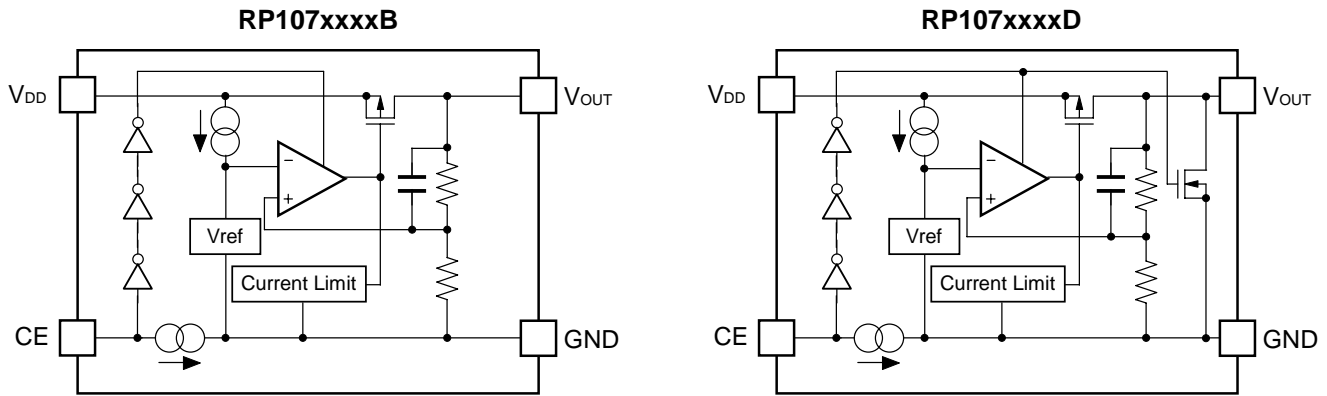 RP107xxxxB
VDD
VOUT
−
+
Vref
Current Limit
CE
GND
RP107xxxxD
VDD
VOUT
−
+
Vref
Current Limit
CE
GND